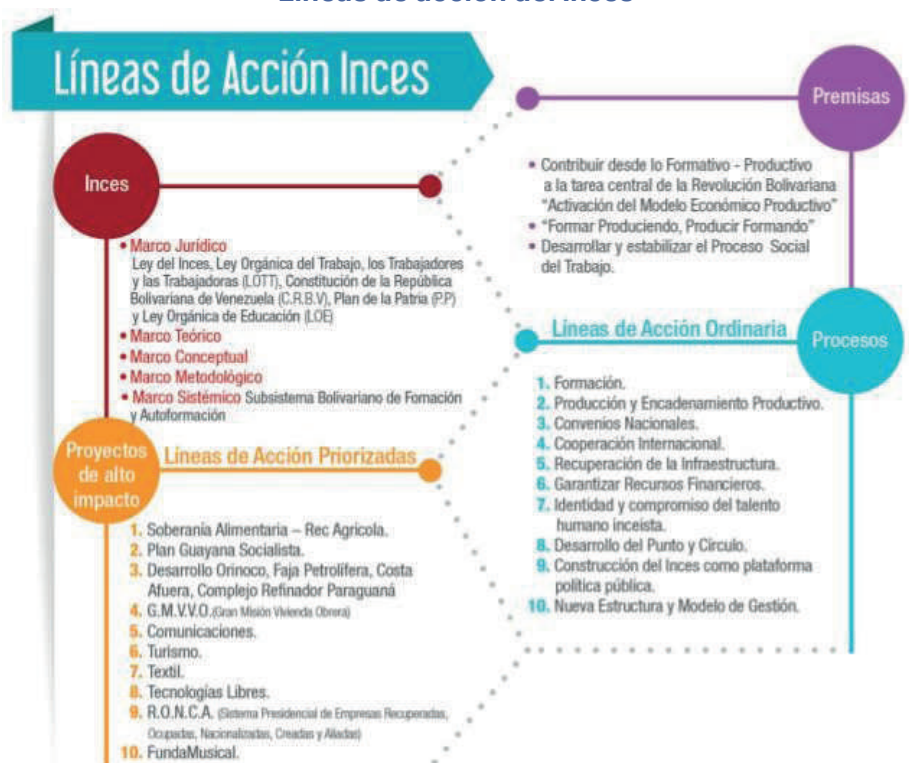 Líneas de acción del Inces
Líneas de Acción Inces
Inces
• Marco Jurídico
Ley del Inces, Ley Orgánica del Trabajo, los Trabajadores
y las Trabajadoras (LOTT), Constitución de la República
Bolivariana de Venezuela (C.R.B.V), Plan de la Patria (P.P)
y Ley Orgánica de Educación (LOE)
• Marco Teórico
• Marco Conceptual
• Marco Metodológico
• Marco Sistémico Subsistema Bolivariano de Fomación
y Autoformación
Proyectos
de alto
impacto
Líneas de Acción Priorizadas
1. Soberanía Alimentaria – Rec Agricola.
2. Plan Guayana Socialista.
3. Desarrollo Orinoco, Faja Petrolífera, Costa
Afuera, Complejo Refinador Paraguaná
4. G.M.V.V.O.(Gran Misión Vivienda Obrera)
5. Comunicaciones.
6. Turismo.
7. Textil.
8. Tecnologías Libres.
9. R.O.N.C.A. (Sistema Presidencial de Empresas Recuperadas,
Ocupadas, Nacionalizadas, Creadas y Aliadas)
10. FundaMusical.
Premisas
• Contribuir desde lo Formativo - Productivo
a la tarea central de la Revolución Bolivariana
“Activación del Modelo Económico Productivo”
• “Formar Produciendo, Producir Formando”
• Desarrollar y estabilizar el Proceso Social
del Trabajo.
Líneas de Acción Ordinaria
Procesos
1. Formación.
2. Producción y Encadenamiento Productivo.
3. Convenios Nacionales.
4. Cooperación Internacional.
5. Recuperación de la Infraestructura.
6. Garantizar Recursos Financieros.
7. Identidad y compromiso del talento
humano inceista.
8. Desarrollo del Punto y Círculo.
9. Construcción del Inces como plataforma
política pública.
10. Nueva Estructura y Modelo de Gestión.